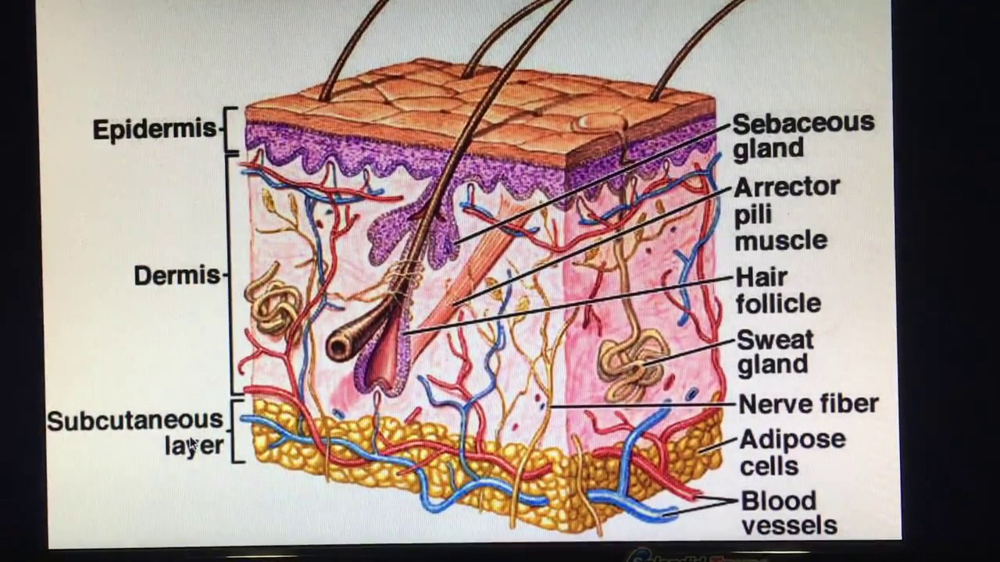 Epidermis
Dermis
Subcutaneous
layer
Sebaceous
gland
Arrector
pili
muscle
Hair
follicle
Sweat
gland
Nerve fiber
Adipose
cells
Blood
vessels